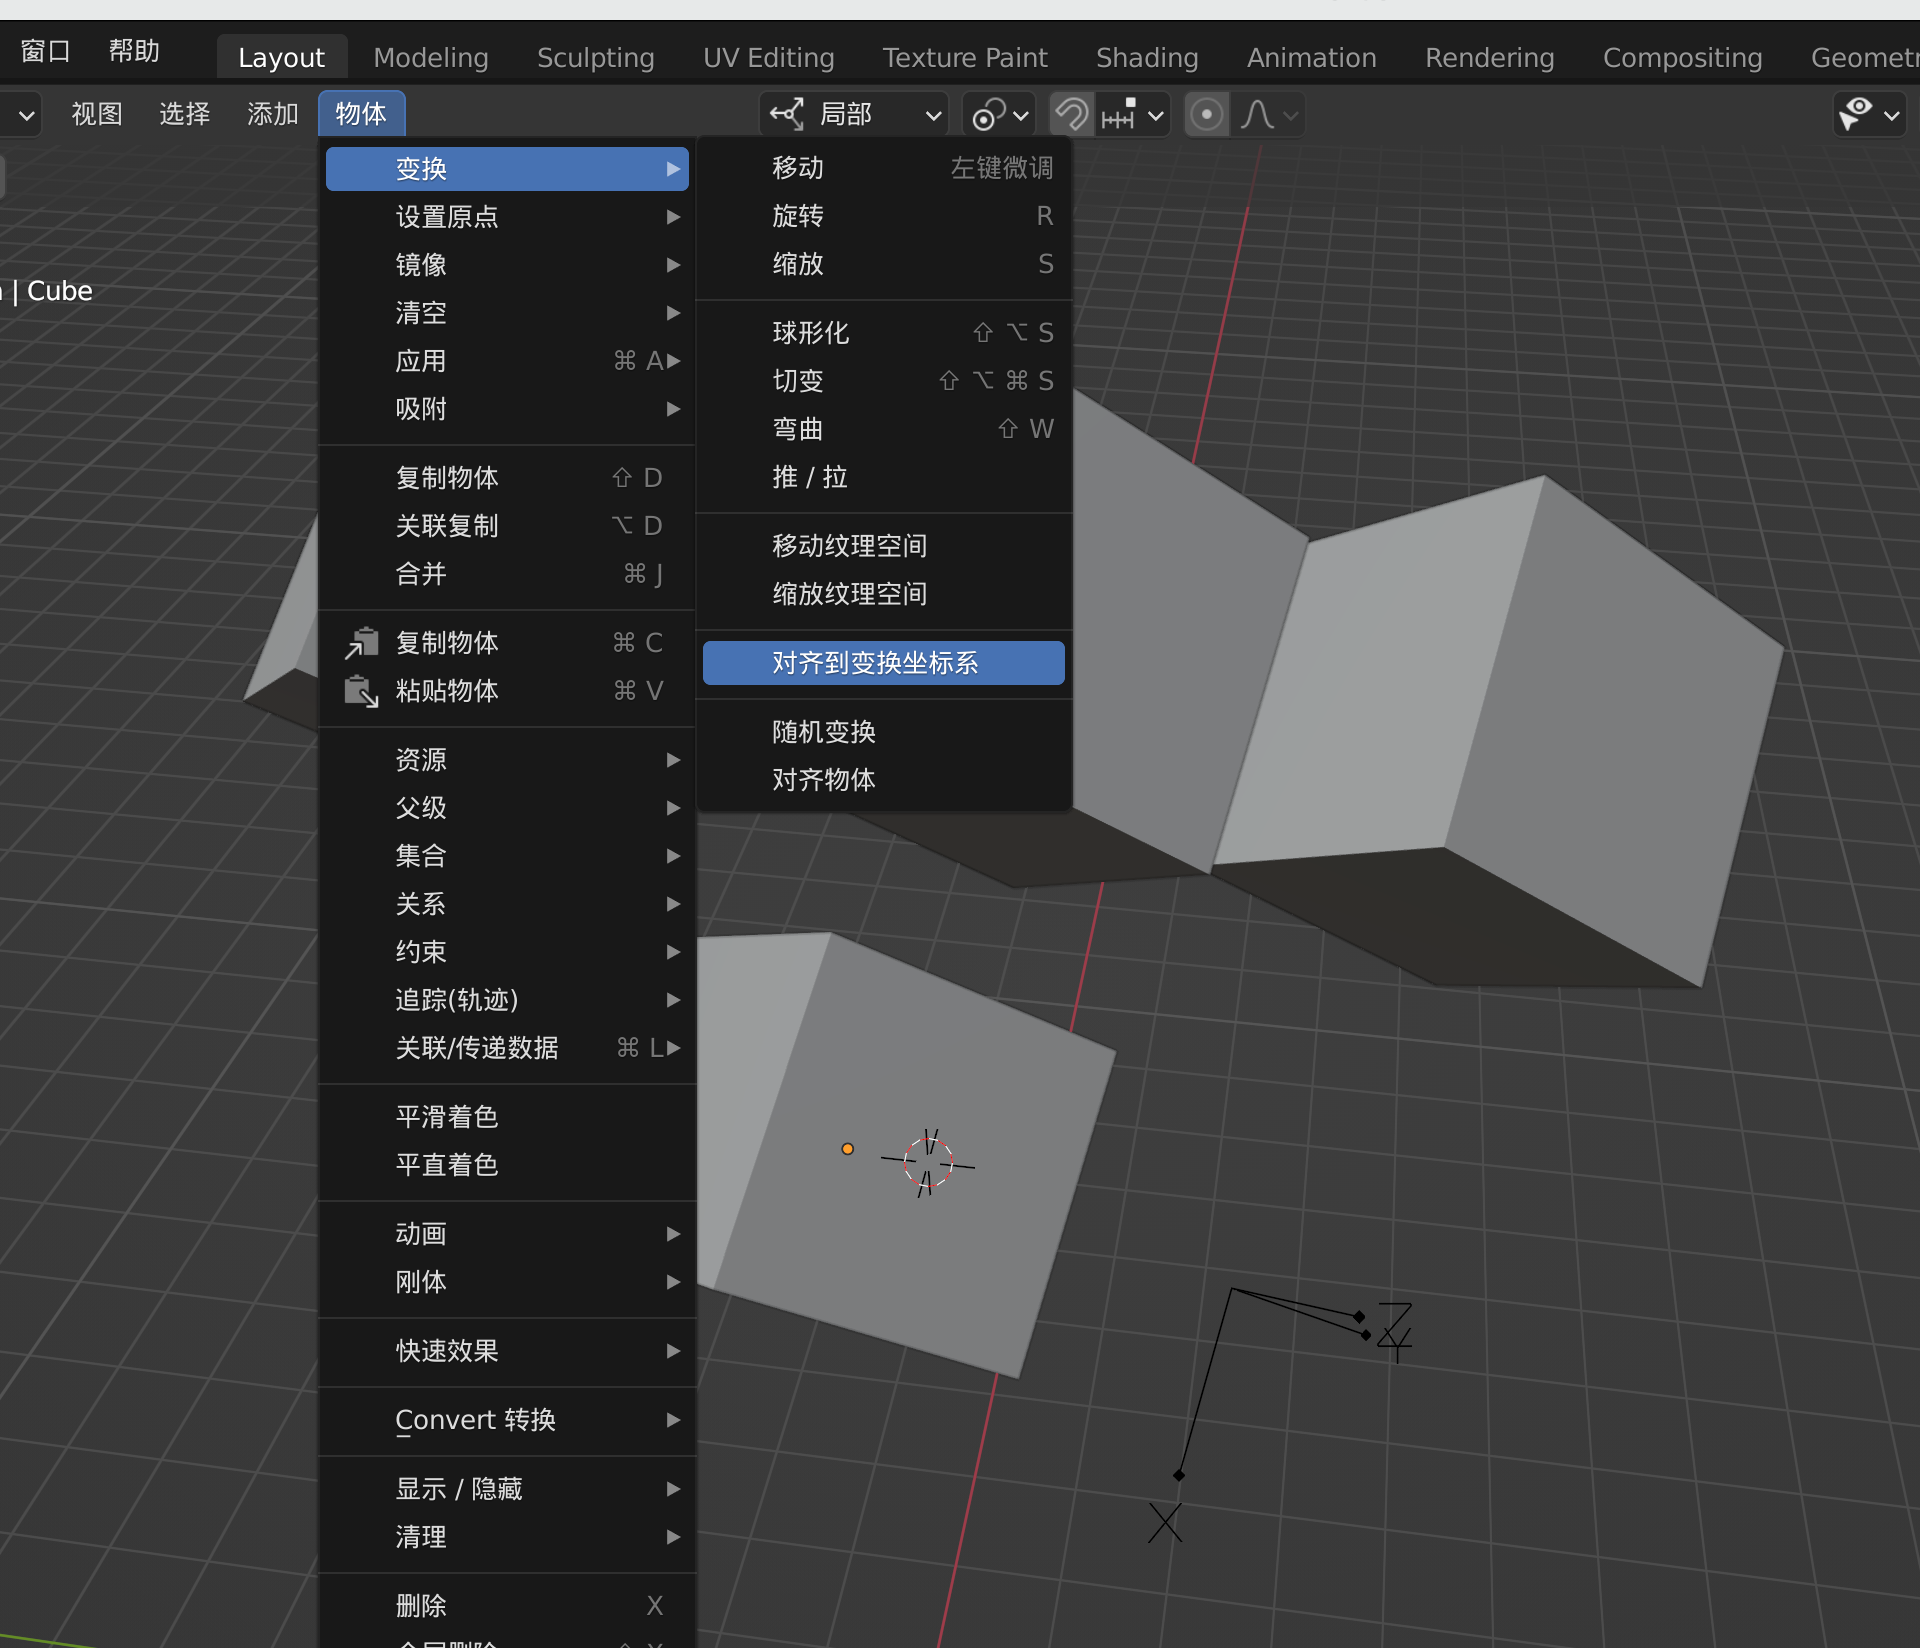 窗口 帮助 Layout Modeling Sculpting UV Editing Texture Paint Shading Animation Rendering Compositing Geometr
视图 选择 添加 物体 局部
| Cube
变换
设置原点
镜像
清空
应用 ⌘ A
吸附
复制物体 ⇧ D
关联复制 ⌥ D
合并 ⌘ J
复制物体 ⌘ C
粘贴物体 ⌘ V
资源
父级
集合
关系
约束
追踪(轨迹)
关联/传递数据 ⌘ L
平滑着色
平直着色
动画
刚体
快速效果
Convert 转换
显示 / 隐藏
清理
删除 X
移动 左键微调
旋转 R
缩放 S
球形化 ⇧ ⌥ S
切变 ⇧ ⌥ ⌘ S
弯曲 ⇧ W
推 / 拉
移动纹理空间
缩放纹理空间
对齐到变换坐标系
随机变换
对齐物体
Z
Y
X